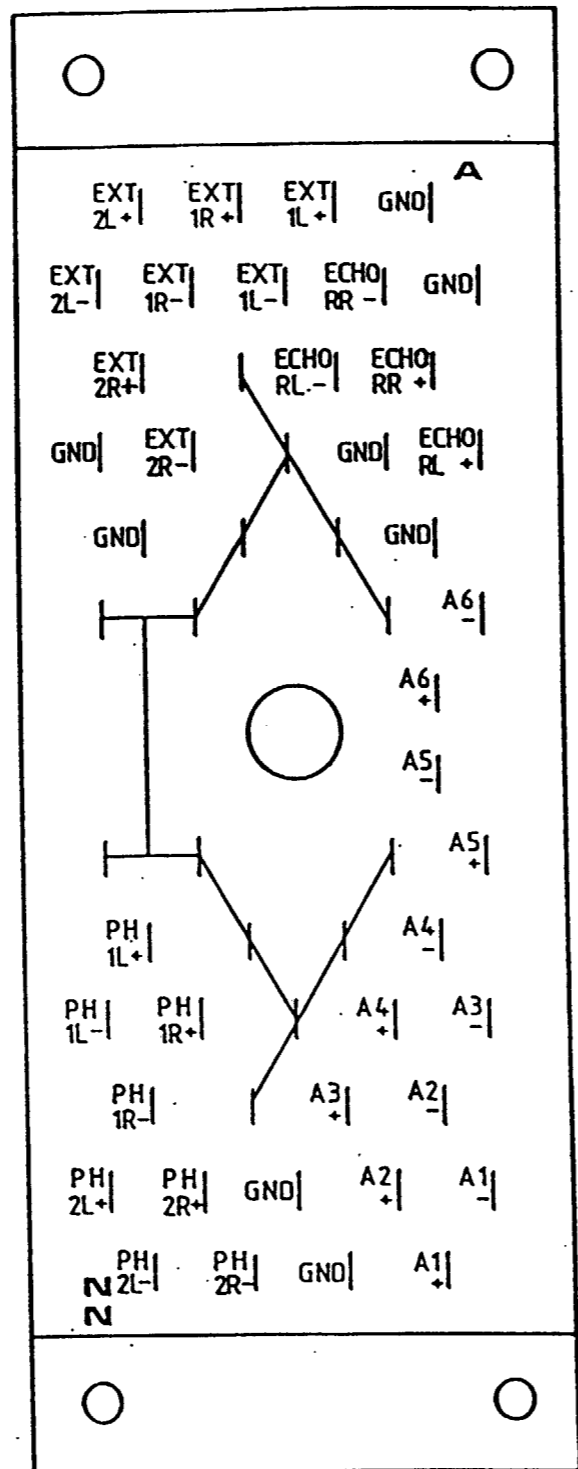 A
EXT EXT EXT GND
2L+ 1R+ 1L+
EXT EXT EXT ECHO GND
2L- 1R- 1L- RR -
EXT ECHO ECHO
2R+ RL - RR +
GND EXT GND ECHO
2R- RL +
GND GND
A6
-
A6
+
A5
-
A5
+
PH A4
1L+ -
PH PH A4 A3
1L- 1R+ + -
PH A3 A2
1R- + -
PH PH GND A2 A1
2L+ 2R+ + -
PH PH GND A1
2L- 2R- +
N
N